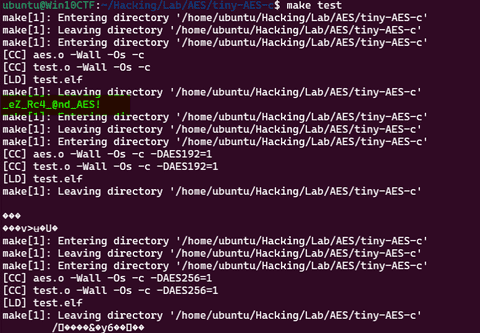 ubuntu@Win10CTF:~/Hacking/Lab/AES/tiny-AES-c$ make test
make[1]: Entering directory '/home/ubuntu/Hacking/Lab/AES/tiny-AES-c'
make[1]: Leaving directory '/home/ubuntu/Hacking/Lab/AES/tiny-AES-c'
make[1]: Entering directory '/home/ubuntu/Hacking/Lab/AES/tiny-AES-c'
[CC] aes.o -Wall -Os -c
[CC] test.o -Wall -Os -c
[LD] test.elf
make[1]: Leaving directory '/home/ubuntu/Hacking/Lab/AES/tiny-AES-c'
_eZ_Rc4_@nd_AES!
make[1]: Entering directory '/home/ubuntu/Hacking/Lab/AES/tiny-AES-c'
make[1]: Leaving directory '/home/ubuntu/Hacking/Lab/AES/tiny-AES-c'
make[1]: Entering directory '/home/ubuntu/Hacking/Lab/AES/tiny-AES-c'
[CC] aes.o -Wall -Os -c -DAES192=1
[CC] test.o -Wall -Os -c -DAES192=1
make[1]: Leaving directory '/home/ubuntu/Hacking/Lab/AES/tiny-AES-c'
���
make[1]: Entering directory '/home/ubuntu/Hacking/Lab/AES/tiny-AES-c'
make[1]: Leaving directory '/home/ubuntu/Hacking/Lab/AES/tiny-AES-c'
make[1]: Entering directory '/home/ubuntu/Hacking/Lab/AES/tiny-AES-c'
[CC] aes.o -Wall -Os -c -DAES256=1
[CC] test.o -Wall -Os -c -DAES256=1
[LD] test.elf
make[1]: Leaving directory '/home/ubuntu/Hacking/Lab/AES/tiny-AES-c'